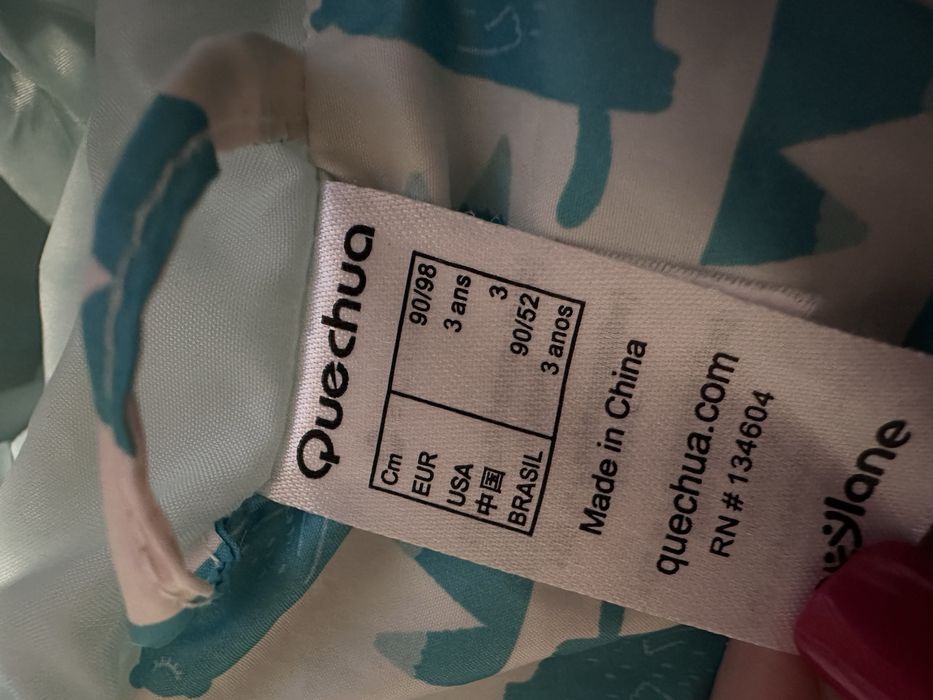 Quechua
Cm 90/98
EUR 3 ans
USA 3
中国 90/52
BRASIL 3 anos
Made in China
quechua.com
RN # 134604